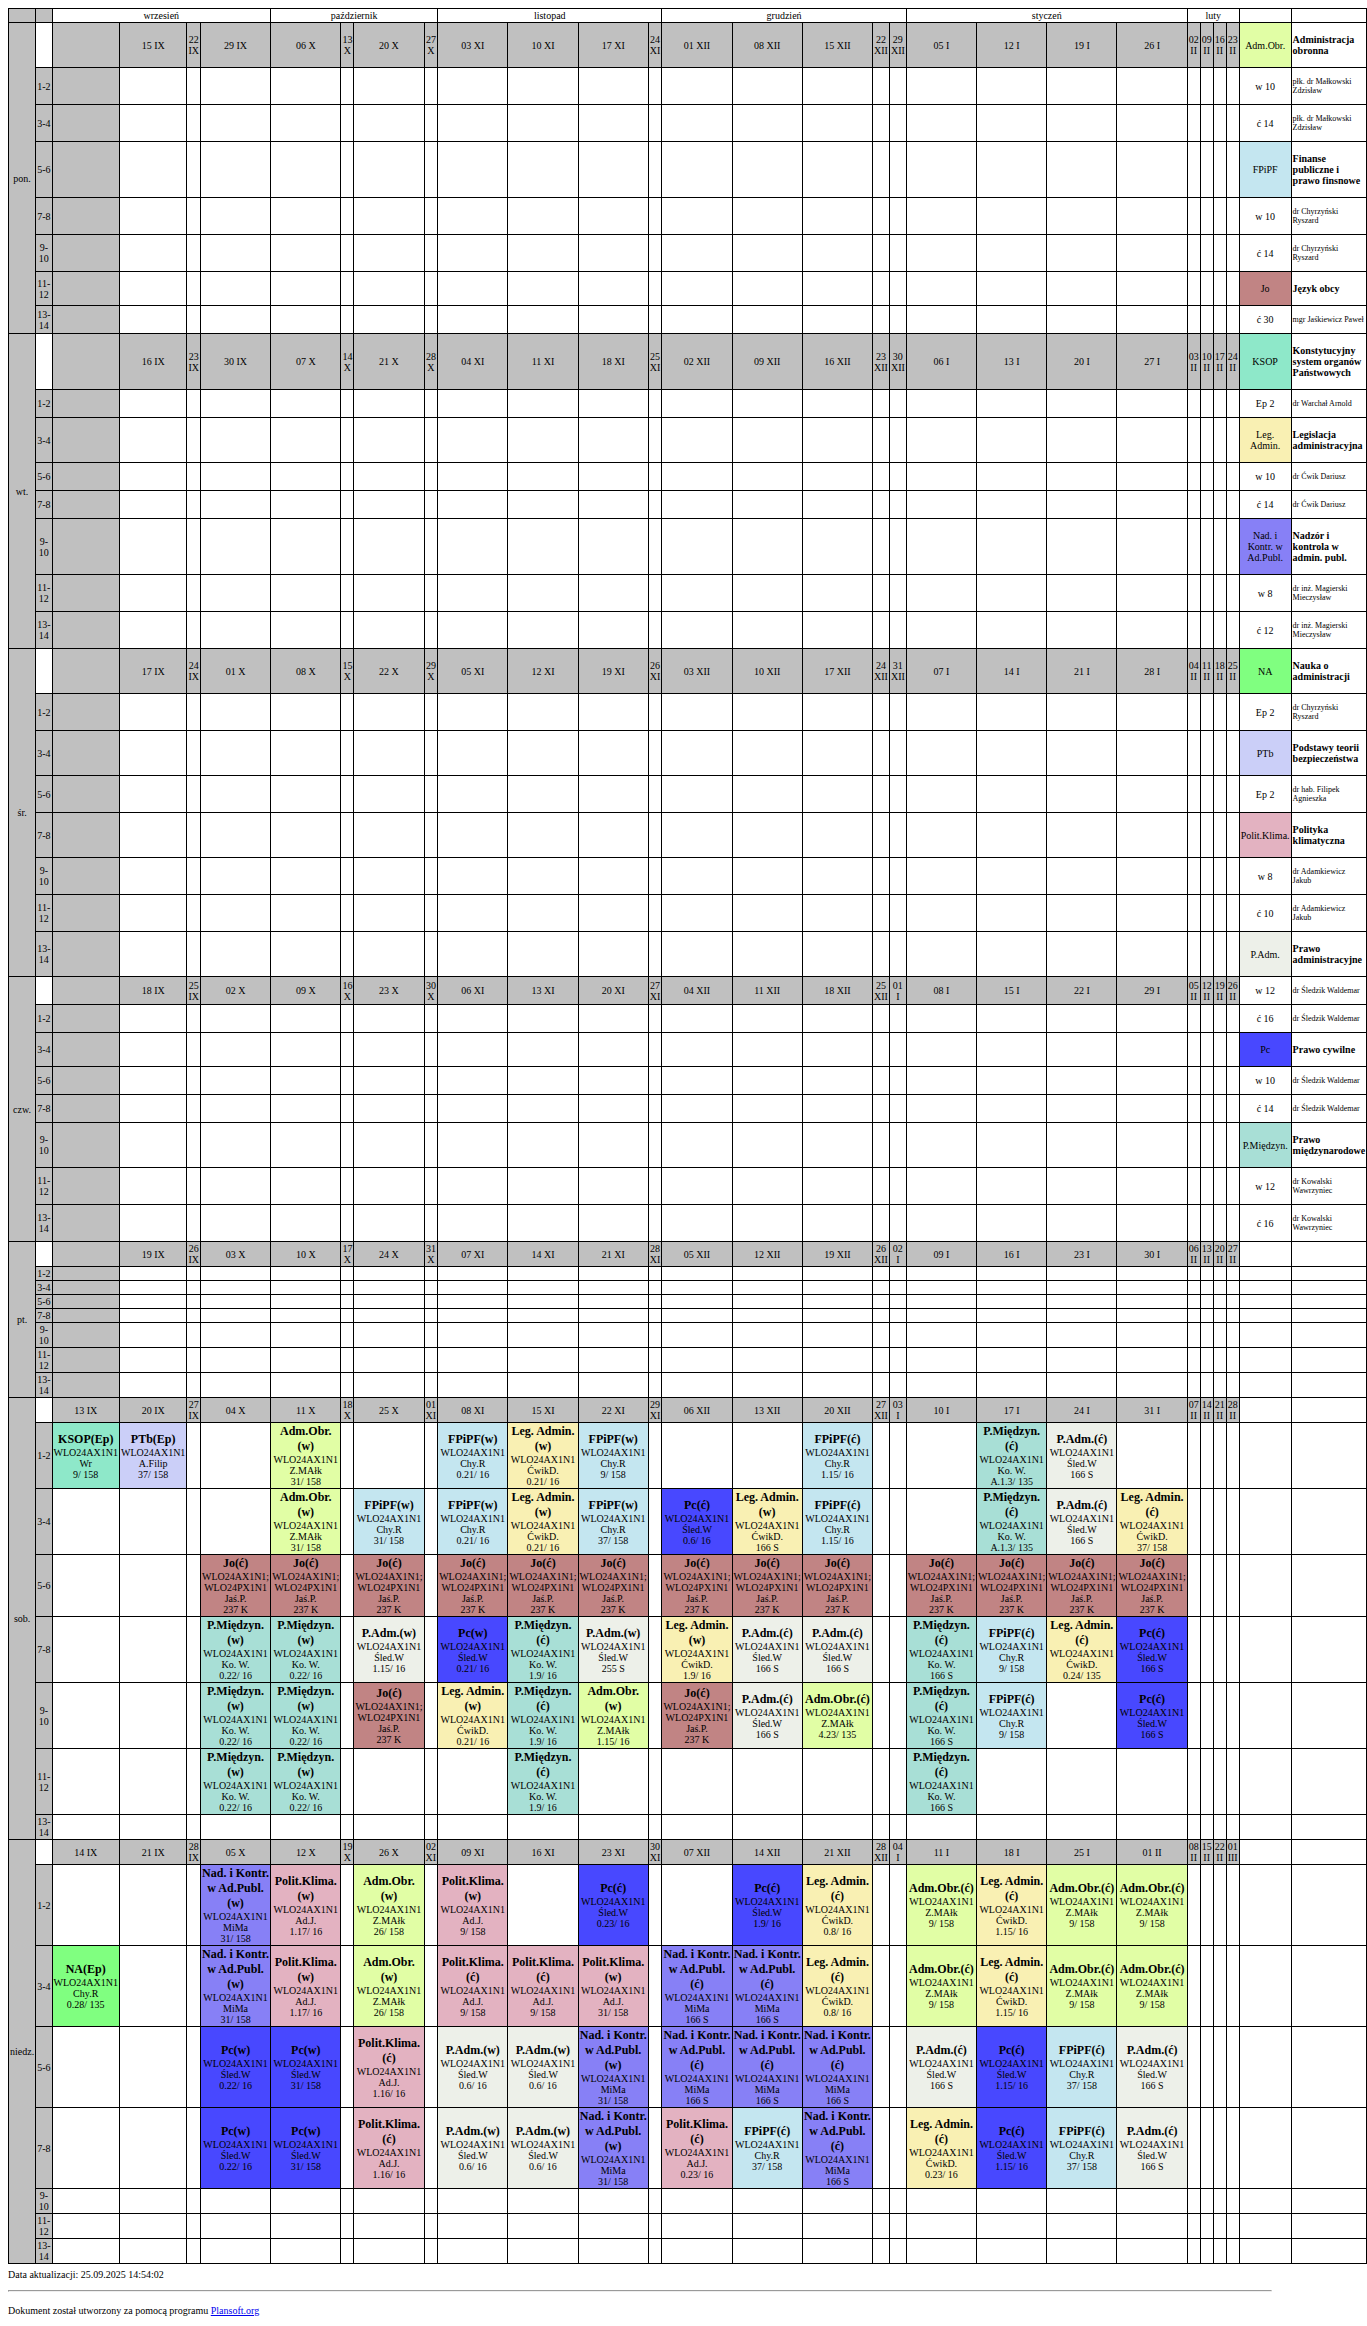 wrzesień październik listopad grudzień styczeń luty
pon.
15 IX 22 IX 29 IX 06 X 13 X 20 X 27 X 03 XI 10 XI 17 XI 24 XI 01 XII 08 XII 15 XII 22 XII 29 XII 05 I 12 I 19 I 26 I 02 II 09 II 16 II 23 II Adm.Obr. Administracja obronna
1-2 w 10 płk. dr Małkowski Zdzisław
3-4 ć 14 płk. dr Małkowski Zdzisław
5-6 FPiPF Finanse publiczne i prawo finsnowe
7-8 w 10 dr Chyrzyński Ryszard
9-10 ć 14 dr Chyrzyński Ryszard
11-12 Jo Język obcy
13-14 ć 30 mgr Jaśkiewicz Paweł
wt.
16 IX 23 IX 30 IX 07 X 14 X 21 X 28 X 04 XI 11 XI 18 XI 25 XI 02 XII 09 XII 16 XII 23 XII 30 XII 06 I 13 I 20 I 27 I 03 II 10 II 17 II 24 II KSOP Konstytucyjny system organów Państwowych
1-2 Ep 2 dr Warchał Arnold
3-4 Leg. Admin. Legislacja administracyjna
5-6 w 10 dr Ćwik Dariusz
7-8 ć 14 dr Ćwik Dariusz
9-10 Nad. i Kontr. w Ad.Publ. Nadzór i kontrola w admin. publ.
11-12 w 8 dr inż. Magierski Mieczysław
13-14 ć 12 dr inż. Magierski Mieczysław
śr.
17 IX 24 IX 01 X 08 X 15 X 22 X 29 X 05 XI 12 XI 19 XI 26 XI 03 XII 10 XII 17 XII 24 XII 31 XII 07 I 14 I 21 I 28 I 04 II 11 II 18 II 25 II NA Nauka o administracji
1-2 Ep 2 dr Chyrzyński Ryszard
3-4 PTb Podstawy teorii bezpieczeństwa
5-6 Ep 2 dr hab. Filipek Agnieszka
7-8 Polit.Klima. Polityka klimatyczna
9-10 w 8 dr Adamkiewicz Jakub
11-12 ć 10 dr Adamkiewicz Jakub
13-14 P.Adm. Prawo administracyjne
czw.
18 IX 25 IX 02 X 09 X 16 X 23 X 30 X 06 XI 13 XI 20 XI 27 XI 04 XII 11 XII 18 XII 25 XII 01 I 08 I 15 I 22 I 29 I 05 II 12 II 19 II 26 II w 12 dr Śledzik Waldemar
1-2 ć 16 dr Śledzik Waldemar
3-4 Pc Prawo cywilne
5-6 w 10 dr Śledzik Waldemar
7-8 ć 14 dr Śledzik Waldemar
9-10 P.Międzyn. Prawo międzynarodowe
11-12 w 12 dr Kowalski Wawrzyniec
13-14 ć 16 dr Kowalski Wawrzyniec
pt.
19 IX 26 IX 03 X 10 X 17 X 24 X 31 X 07 XI 14 XI 21 XI 28 XI 05 XII 12 XII 19 XII 26 XII 02 I 09 I 16 I 23 I 30 I 06 II 13 II 20 II 27 II
1-2
3-4
5-6
7-8
9-10
11-12
13-14
sob.
13 IX 20 IX 27 IX 04 X 11 X 18 X 25 X 01 XI 08 XI 15 XI 22 XI 29 XI 06 XII 13 XII 20 XII 27 XII 03 I 10 I 17 I 24 I 31 I 07 II 14 II 21 II 28 II
1-2
KSOP(Ep) WLO24AX1N1 Wr 9/ 158
PTb(Ep) WLO24AX1N1 A.Filip 37/ 158
Adm.Obr.(w) WLO24AX1N1 Z.MAłk 31/ 158
FPiPF(w) WLO24AX1N1 Chy.R 0.21/ 16
Leg. Admin.(w) WLO24AX1N1 ĆwikD. 0.21/ 16
FPiPF(w) WLO24AX1N1 Chy.R 9/ 158
FPiPF(ć) WLO24AX1N1 Chy.R 1.15/ 16
P.Międzyn.(ć) WLO24AX1N1 Ko. W. A.1.3/ 135
P.Adm.(ć) WLO24AX1N1 Śled.W 166 S
3-4
Adm.Obr.(w) WLO24AX1N1 Z.MAłk 31/ 158
FPiPF(w) WLO24AX1N1 Chy.R 31/ 158
FPiPF(w) WLO24AX1N1 Chy.R 0.21/ 16
Leg. Admin.(w) WLO24AX1N1 ĆwikD. 0.21/ 16
FPiPF(w) WLO24AX1N1 Chy.R 37/ 158
Pc(ć) WLO24AX1N1 Śled.W 0.6/ 16
Leg. Admin.(w) WLO24AX1N1 ĆwikD. 166 S
FPiPF(ć) WLO24AX1N1 Chy.R 1.15/ 16
P.Międzyn.(ć) WLO24AX1N1 Ko. W. A.1.3/ 135
P.Adm.(ć) WLO24AX1N1 Śled.W 166 S
Leg. Admin.(ć) WLO24AX1N1 ĆwikD. 37/ 158
5-6
Jo(ć) WLO24AX1N1; WLO24PX1N1 Jaś.P. 237 K
Jo(ć) WLO24AX1N1; WLO24PX1N1 Jaś.P. 237 K
Jo(ć) WLO24AX1N1; WLO24PX1N1 Jaś.P. 237 K
Jo(ć) WLO24AX1N1; WLO24PX1N1 Jaś.P. 237 K
Jo(ć) WLO24AX1N1; WLO24PX1N1 Jaś.P. 237 K
Jo(ć) WLO24AX1N1; WLO24PX1N1 Jaś.P. 237 K
Jo(ć) WLO24AX1N1; WLO24PX1N1 Jaś.P. 237 K
Jo(ć) WLO24AX1N1; WLO24PX1N1 Jaś.P. 237 K
Jo(ć) WLO24AX1N1; WLO24PX1N1 Jaś.P. 237 K
Jo(ć) WLO24AX1N1; WLO24PX1N1 Jaś.P. 237 K
Jo(ć) WLO24AX1N1; WLO24PX1N1 Jaś.P. 237 K
Jo(ć) WLO24AX1N1; WLO24PX1N1 Jaś.P. 237 K
Jo(ć) WLO24AX1N1; WLO24PX1N1 Jaś.P. 237 K
7-8
P.Międzyn.(w) WLO24AX1N1 Ko. W. 0.22/ 16
P.Międzyn.(w) WLO24AX1N1 Ko. W. 0.22/ 16
P.Adm.(w) WLO24AX1N1 Śled.W 1.15/ 16
Pc(w) WLO24AX1N1 Śled.W 0.21/ 16
P.Międzyn.(ć) WLO24AX1N1 Ko. W. 1.9/ 16
P.Adm.(w) WLO24AX1N1 Śled.W 255 S
Leg. Admin.(w) WLO24AX1N1 ĆwikD. 1.9/ 16
P.Adm.(ć) WLO24AX1N1 Śled.W 166 S
P.Adm.(ć) WLO24AX1N1 Śled.W 166 S
P.Międzyn.(ć) WLO24AX1N1 Ko. W. 166 S
FPiPF(ć) WLO24AX1N1 Chy.R 9/ 158
Leg. Admin.(ć) WLO24AX1N1 ĆwikD. 0.24/ 135
Pc(ć) WLO24AX1N1 Śled.W 166 S
9-10
P.Międzyn.(w) WLO24AX1N1 Ko. W. 0.22/ 16
P.Międzyn.(w) WLO24AX1N1 Ko. W. 0.22/ 16
Jo(ć) WLO24AX1N1; WLO24PX1N1 Jaś.P. 237 K
Leg. Admin.(w) WLO24AX1N1 ĆwikD. 0.21/ 16
P.Międzyn.(ć) WLO24AX1N1 Ko. W. 1.9/ 16
Adm.Obr.(w) WLO24AX1N1 Z.MAłk 1.15/ 16
Jo(ć) WLO24AX1N1; WLO24PX1N1 Jaś.P. 237 K
P.Adm.(ć) WLO24AX1N1 Śled.W 166 S
Adm.Obr.(ć) WLO24AX1N1 Z.MAłk 4.23/ 135
P.Międzyn.(ć) WLO24AX1N1 Ko. W. 166 S
FPiPF(ć) WLO24AX1N1 Chy.R 9/ 158
Pc(ć) WLO24AX1N1 Śled.W 166 S
11-12
P.Międzyn.(w) WLO24AX1N1 Ko. W. 0.22/ 16
P.Międzyn.(w) WLO24AX1N1 Ko. W. 0.22/ 16
P.Międzyn.(ć) WLO24AX1N1 Ko. W. 1.9/ 16
P.Międzyn.(ć) WLO24AX1N1 Ko. W. 166 S
13-14
niedz.
14 IX 21 IX 28 IX 05 X 12 X 19 X 26 X 02 XI 09 XI 16 XI 23 XI 30 XI 07 XII 14 XII 21 XII 28 XII 04 I 11 I 18 I 25 I 01 II 08 II 15 II 22 II 01 III
1-2
Nad. i Kontr. w Ad.Publ.(w) WLO24AX1N1 MiMa 31/ 158
Polit.Klima.(w) WLO24AX1N1 Ad.J. 1.17/ 16
Adm.Obr.(w) WLO24AX1N1 Z.MAłk 26/ 158
Polit.Klima.(w) WLO24AX1N1 Ad.J. 9/ 158
Pc(ć) WLO24AX1N1 Śled.W 0.23/ 16
Pc(ć) WLO24AX1N1 Śled.W 1.9/ 16
Leg. Admin.(ć) WLO24AX1N1 ĆwikD. 0.8/ 16
Adm.Obr.(ć) WLO24AX1N1 Z.MAłk 9/ 158
Leg. Admin.(ć) WLO24AX1N1 ĆwikD. 1.15/ 16
Adm.Obr.(ć) WLO24AX1N1 Z.MAłk 9/ 158
Adm.Obr.(ć) WLO24AX1N1 Z.MAłk 9/ 158
3-4
NA(Ep) WLO24AX1N1 Chy.R 0.28/ 135
Nad. i Kontr. w Ad.Publ.(w) WLO24AX1N1 MiMa 31/ 158
Polit.Klima.(w) WLO24AX1N1 Ad.J. 1.17/ 16
Adm.Obr.(w) WLO24AX1N1 Z.MAłk 26/ 158
Polit.Klima.(ć) WLO24AX1N1 Ad.J. 9/ 158
Polit.Klima.(ć) WLO24AX1N1 Ad.J. 9/ 158
Polit.Klima.(w) WLO24AX1N1 Ad.J. 31/ 158
Nad. i Kontr. w Ad.Publ.(ć) WLO24AX1N1 MiMa 166 S
Nad. i Kontr. w Ad.Publ.(ć) WLO24AX1N1 MiMa 166 S
Leg. Admin.(ć) WLO24AX1N1 ĆwikD. 0.8/ 16
Adm.Obr.(ć) WLO24AX1N1 Z.MAłk 9/ 158
Leg. Admin.(ć) WLO24AX1N1 ĆwikD. 1.15/ 16
Adm.Obr.(ć) WLO24AX1N1 Z.MAłk 9/ 158
Adm.Obr.(ć) WLO24AX1N1 Z.MAłk 9/ 158
5-6
Pc(w) WLO24AX1N1 Śled.W 0.22/ 16
Pc(w) WLO24AX1N1 Śled.W 31/ 158
Polit.Klima.(ć) WLO24AX1N1 Ad.J. 1.16/ 16
P.Adm.(w) WLO24AX1N1 Śled.W 0.6/ 16
P.Adm.(w) WLO24AX1N1 Śled.W 0.6/ 16
Nad. i Kontr. w Ad.Publ.(w) WLO24AX1N1 MiMa 31/ 158
Nad. i Kontr. w Ad.Publ.(ć) WLO24AX1N1 MiMa 166 S
Nad. i Kontr. w Ad.Publ.(ć) WLO24AX1N1 MiMa 166 S
Nad. i Kontr. w Ad.Publ.(ć) WLO24AX1N1 MiMa 166 S
P.Adm.(ć) WLO24AX1N1 Śled.W 166 S
Pc(ć) WLO24AX1N1 Śled.W 1.15/ 16
FPiPF(ć) WLO24AX1N1 Chy.R 37/ 158
P.Adm.(ć) WLO24AX1N1 Śled.W 166 S
7-8
Pc(w) WLO24AX1N1 Śled.W 0.22/ 16
Pc(w) WLO24AX1N1 Śled.W 31/ 158
Polit.Klima.(ć) WLO24AX1N1 Ad.J. 1.16/ 16
P.Adm.(w) WLO24AX1N1 Śled.W 0.6/ 16
P.Adm.(w) WLO24AX1N1 Śled.W 0.6/ 16
Nad. i Kontr. w Ad.Publ.(w) WLO24AX1N1 MiMa 31/ 158
Polit.Klima.(ć) WLO24AX1N1 Ad.J. 0.23/ 16
FPiPF(ć) WLO24AX1N1 Chy.R 37/ 158
Nad. i Kontr. w Ad.Publ.(ć) WLO24AX1N1 MiMa 166 S
Leg. Admin.(ć) WLO24AX1N1 ĆwikD. 0.23/ 16
Pc(ć) WLO24AX1N1 Śled.W 1.15/ 16
FPiPF(ć) WLO24AX1N1 Chy.R 37/ 158
P.Adm.(ć) WLO24AX1N1 Śled.W 166 S
9-10
11-12
13-14
Data aktualizacji: 25.09.2025 14:54:02
Dokument został utworzony za pomocą programu Plansoft.org